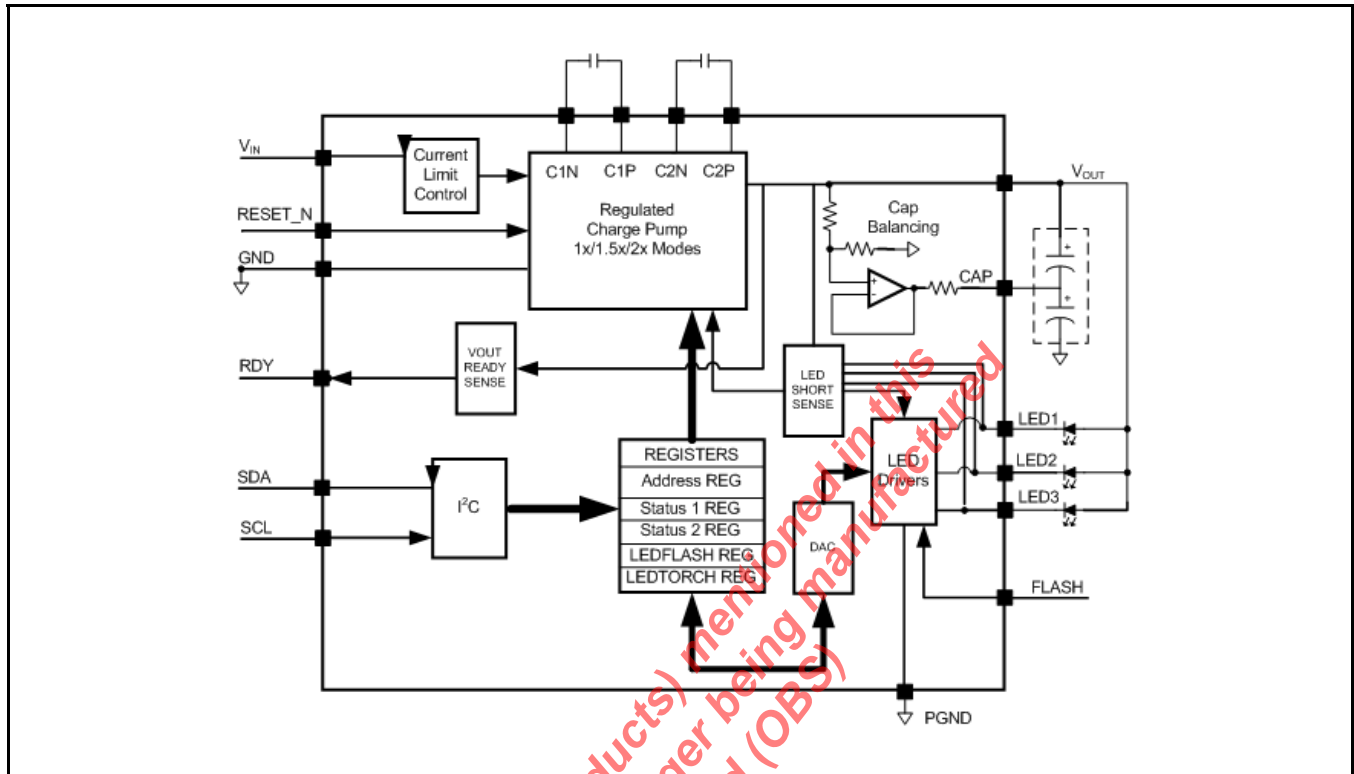 C1N C1P C2N C2P
Regulated
Charge Pump
1x/1.5x/2x Modes
VIN
Current
Limit
Control
RESET_N
GND
Cap
Balancing
+
-
CAP
VOUT
+
+
RDY
VOUT
READY
SENSE
LED
SHORT
SENSE
LED1
LED2
LED3
LED
Drivers
SDA
SCL
I²C
REGISTERS
Address REG
Status 1 REG
Status 2 REG
LEDFLASH REG
LEDTORCH REG
DAC
FLASH
PGND
ducts) mentioned in this
ger being manufactured
d (OBS)